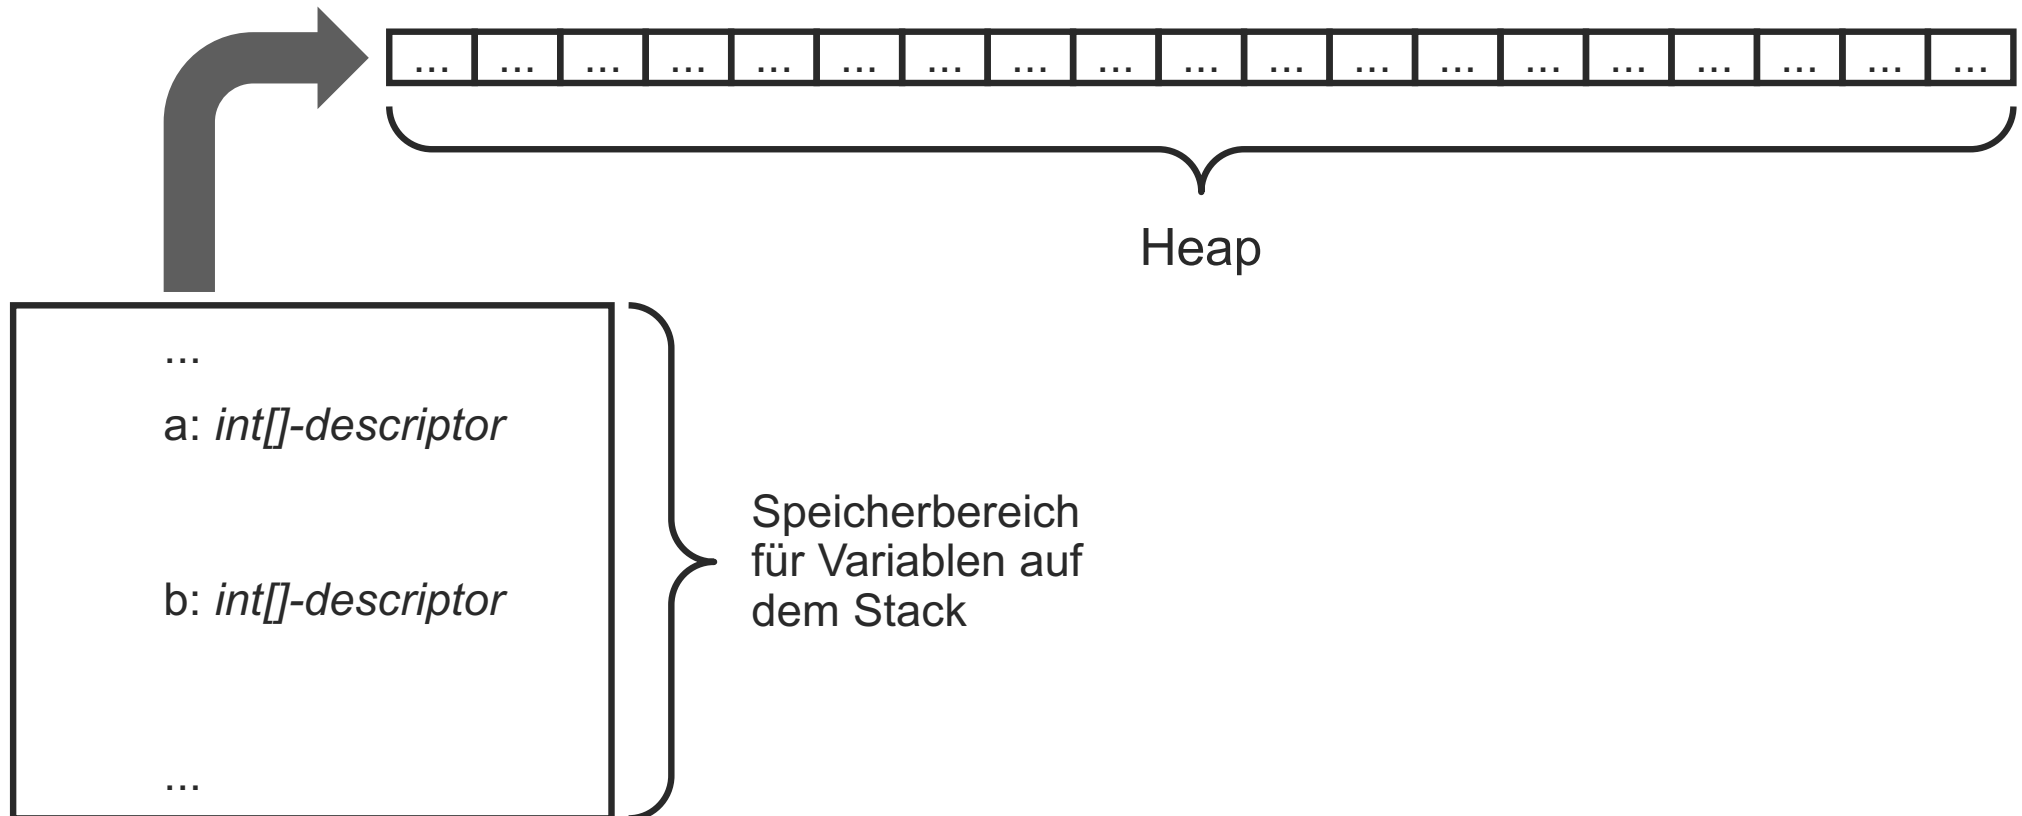 ... ... ... ... ... ... ... ... ... ... ... ... ... ... ... ... ... ... ...
Heap
...
a: int[]-descriptor
b: int[]-descriptor
...
Speicherbereich
für Variablen auf
dem Stack